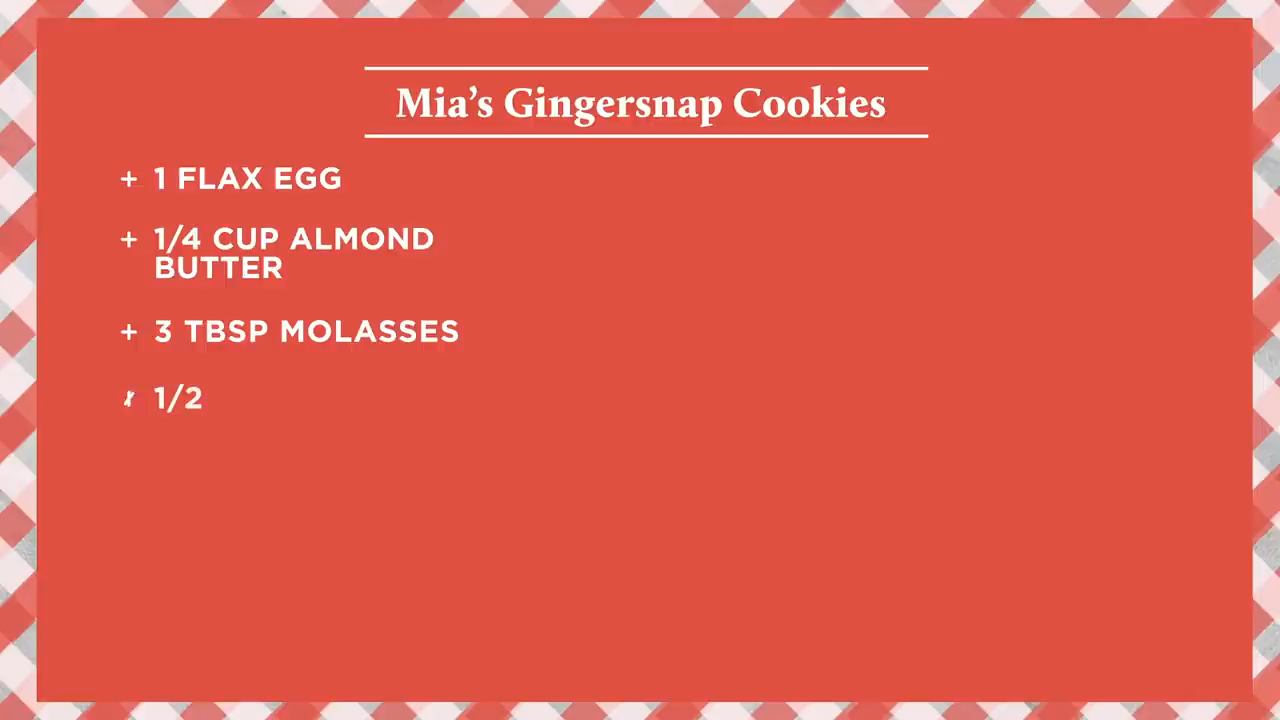 Mia’s Gingersnap Cookies
+ 1 FLAX EGG
+ 1/4 CUP ALMOND
BUTTER
+ 3 TBSP MOLASSES
1/2